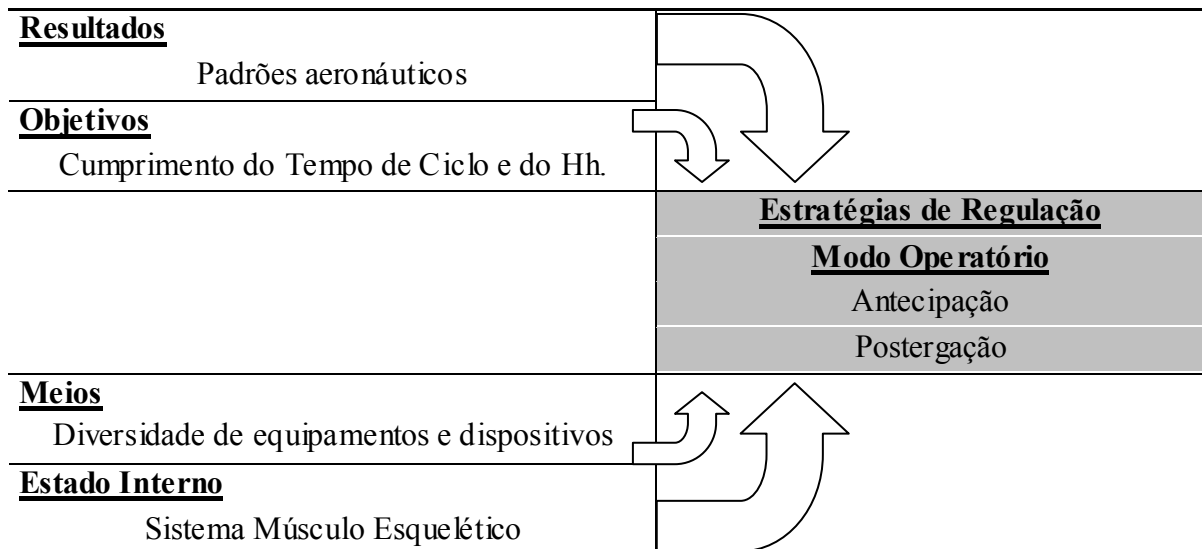 Resultados
Padrões aeronáuticos
Objetivos
Cumprimento do Tempo de Ciclo e do Hh.
Estratégias de Regulação
Modo Operatório
Antecipação
Postergação
Meios
Diversidade de equipamentos e dispositivos
Estado Interno
Sistema Músculo Esquelético